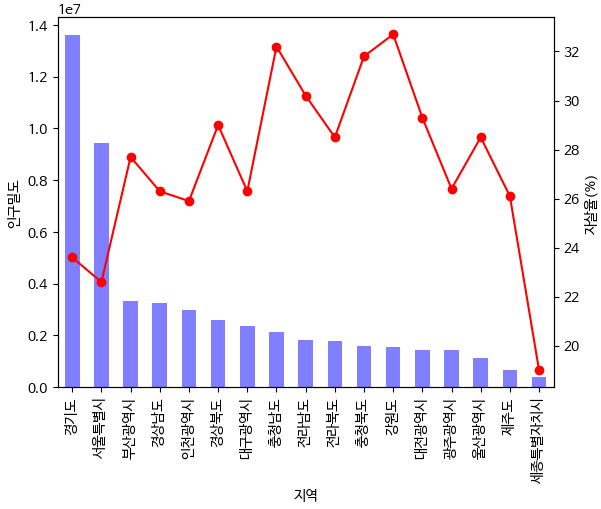 1e7
1.4
1.2
1.0
0.8
0.6
0.4
0.2
0.0
인구밀도
32
30
28
26
24
22
20
자살율(%)
경기도
서울특별시
부산광역시
경상남도
인천광역시
경상북도
대구광역시
충청남도
전라남도
전라북도
충청북도
강원도
대전광역시
광주광역시
울산광역시
제주도
세종특별자치시
지역